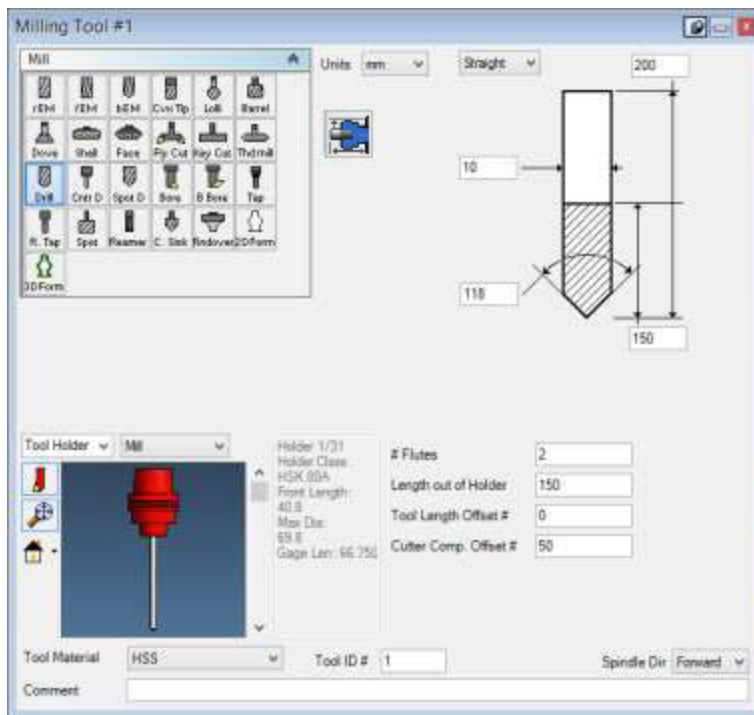 Milling Tool #1
Mill
Units mm Straight 200
rEM fEM bEM Cvx Tip Lolli Barrel
Dove Shell Face Fly Cut Key Cut Thdmill
10
Drill Cntr D Spot D Bore B Bore Tap
R. Tap Spot Reamer C. Sink Rndover 2DForm
118
3DForm
150
Tool Holder Mill
Holder 1/31
Holder Class:
HSK 80A
Front Length:
40.8
Max Dia:
69.8
Gage Len: 66.750
# Flutes 2
Length out of Holder 150
Tool Length Offset # 0
Cutter Comp. Offset # 50
Tool Material HSS Tool ID # 1 Spindle Dir Forward
Comment